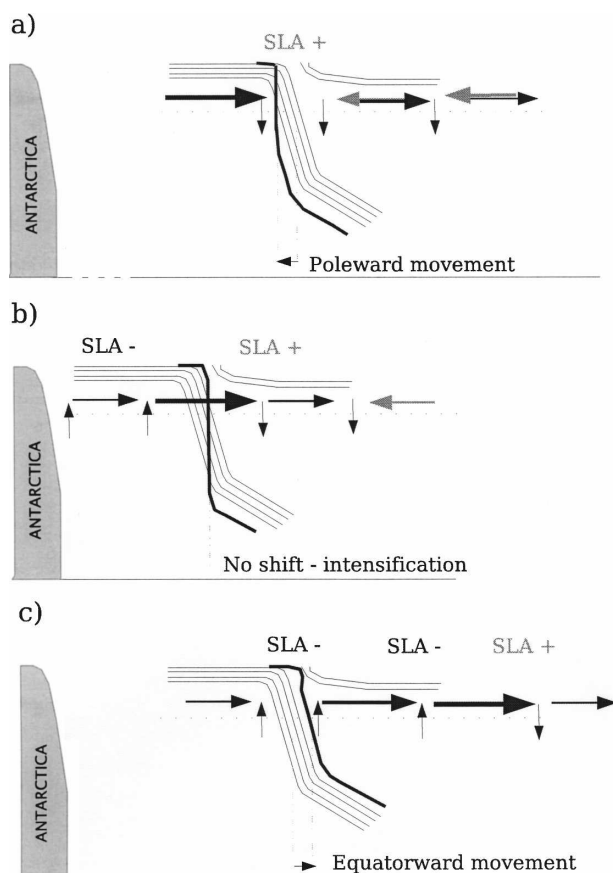 a)
SLA +
ANTARCTICA
Poleward movement
b)
SLA - SLA +
ANTARCTICA
No shift - intensification
c)
SLA - SLA - SLA +
ANTARCTICA
Equatorward movement